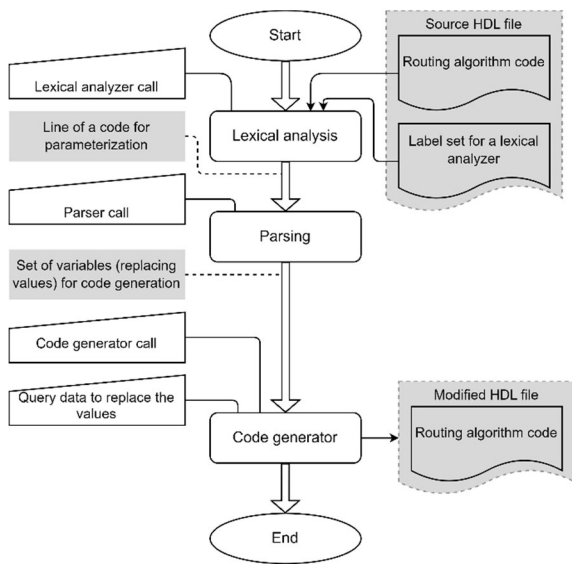 Source HDL file
Start
Routing algorithm code
Lexical analyzer call
Lexical analysis
Line of a code for
parameterization
Label set for a lexical
analyzer
Parser call
Parsing
Set of variables (replacing
values) for code generation
Code generator call
Query data to replace the
values
Code generator
Modified HDL file
Routing algorithm code
End